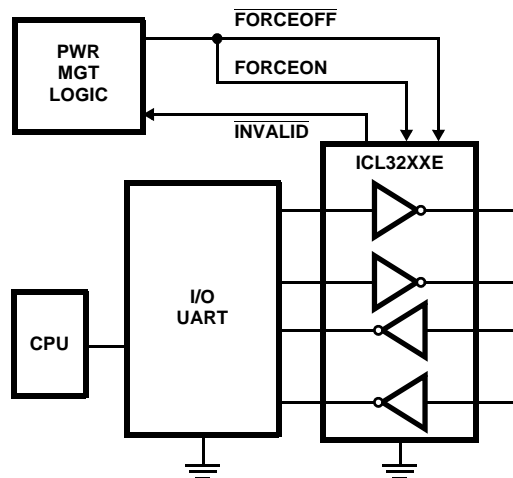 FORCEOFF
PWR
MGT
LOGIC
FORCEON
INVALID
ICL32XXE
I/O
UART
CPU